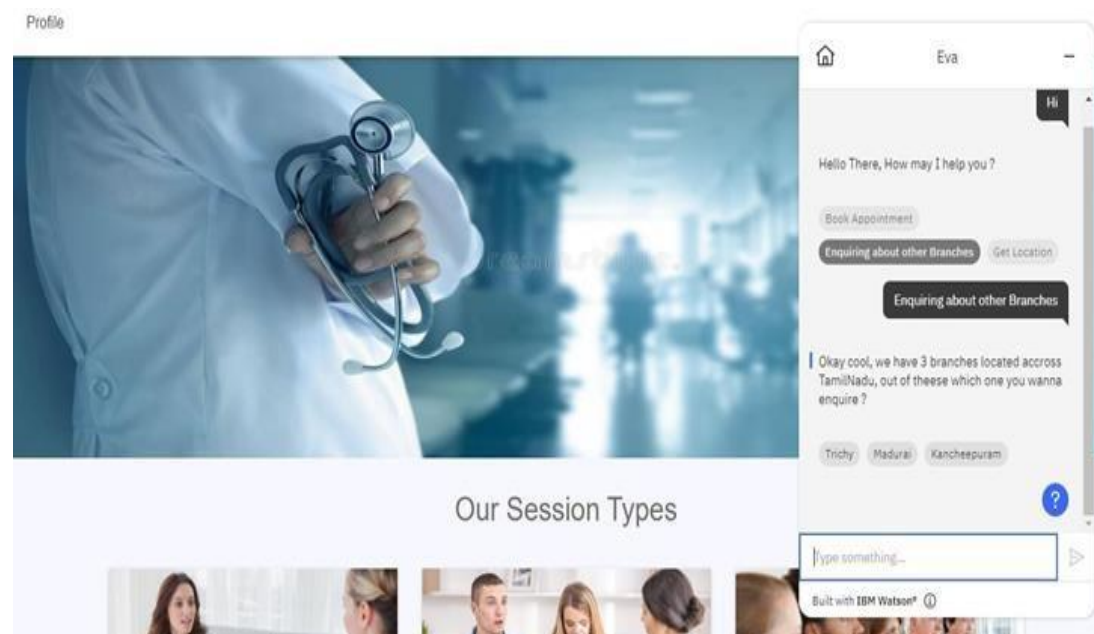 Profile
Eva
Hi
Hello There, How may I help you ?
Book Appointment
Enquiring about other Branches
Get Location
Enquiring about other Branches
Okay cool, we have 3 branches located accross
TamilNadu, out of theese which one you wanna
enquire ?
Trichy Madurai Kancheepuram
?
Our Session Types
Type something...
Built with IBM Watson®